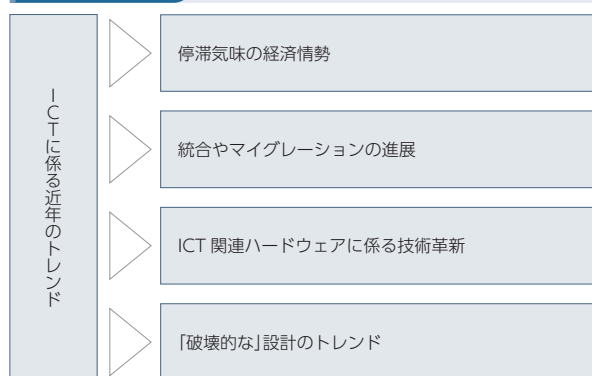 ICTに係る近年のトレンド
停滞気味の経済情勢
統合やマイグレーションの進展
ICT 関連ハードウェアに係る技術革新
「破壊的な」設計のトレンド